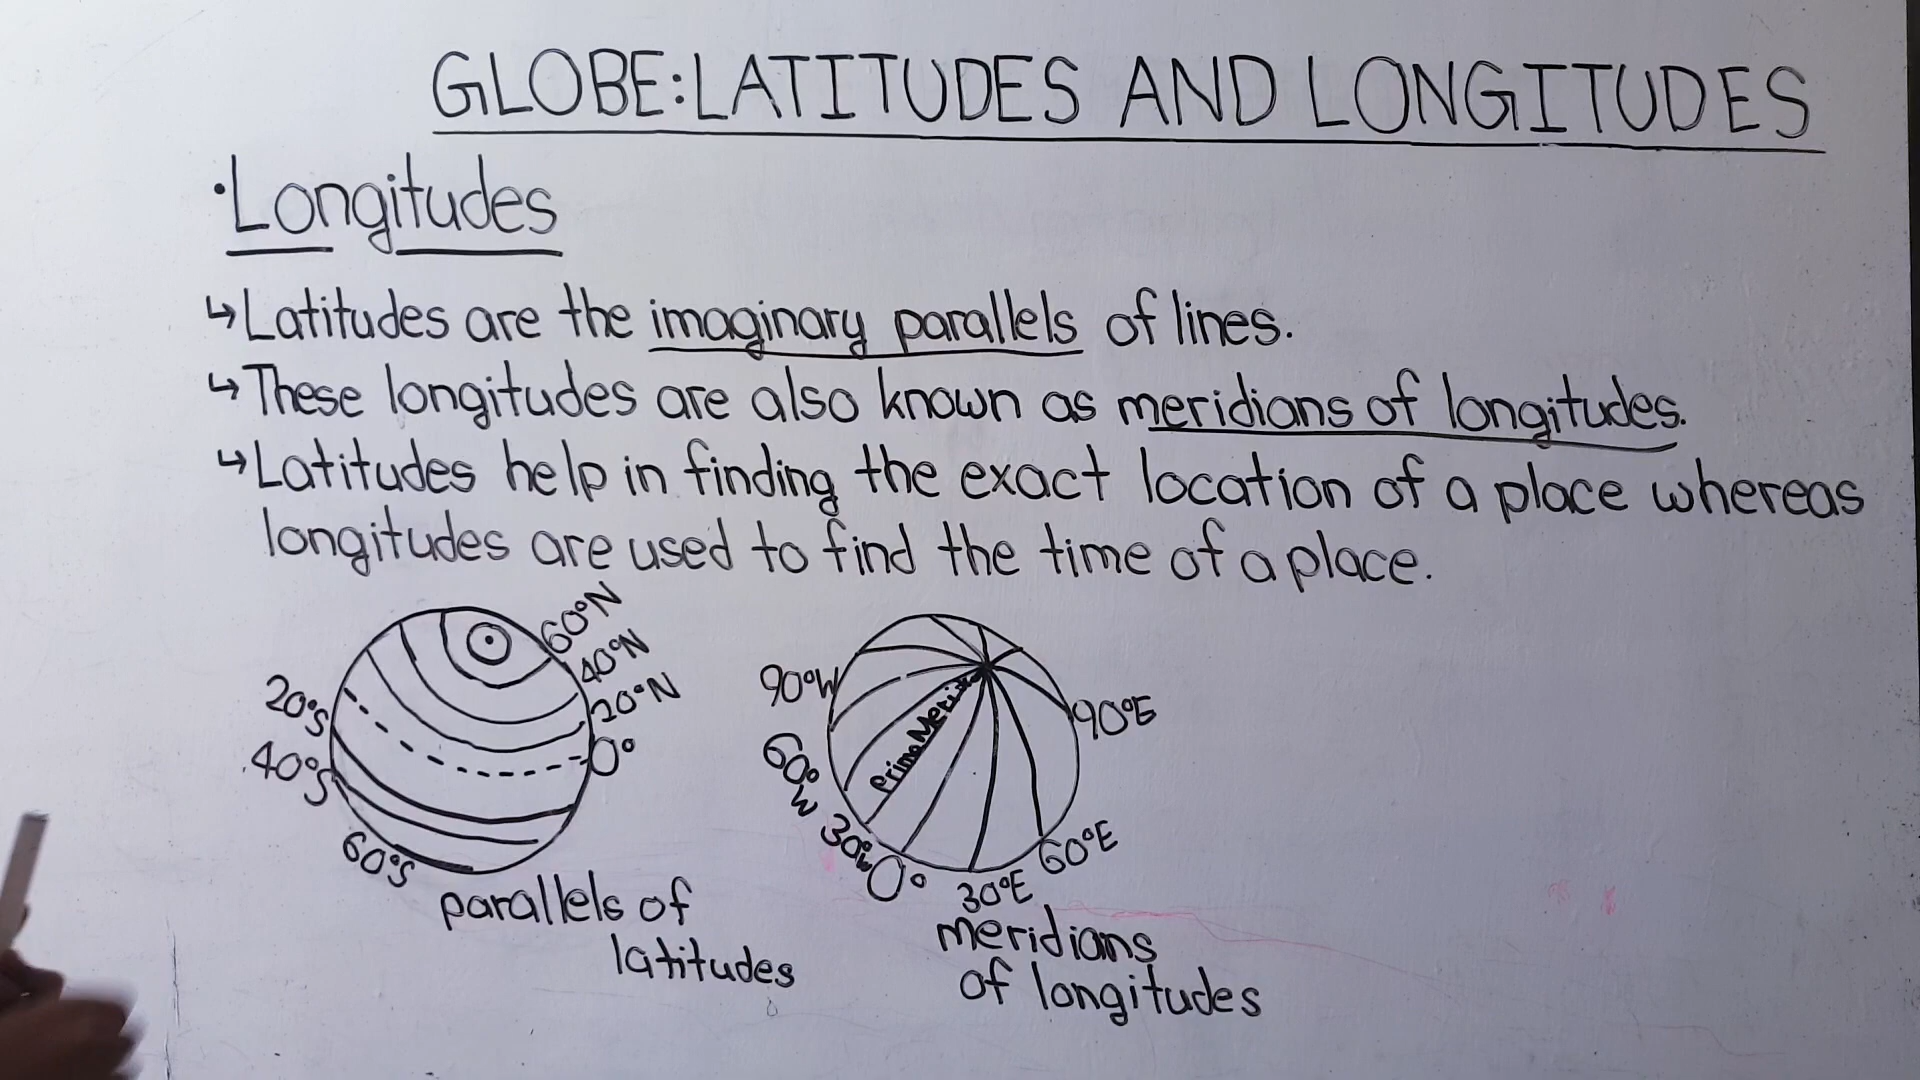 GLOBE:LATITUDES AND LONGITUDES
•Longitudes
↳Latitudes are the imaginary parallels of lines.
↳These longitudes are also known as meridians of longitudes.
↳Latitudes help in finding the exact location of a place whereas
longitudes are used to find the time of a place.
60°N
40°N
20°N
0°
20°S
40°S
60°S
parallels of
latitudes
90°W
60°W
30°W
0°
30°E
60°E
90°E
meridians
of longitudes